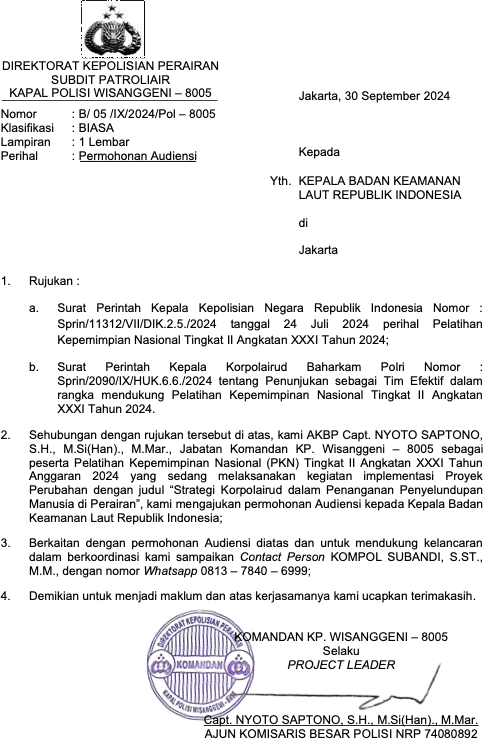 DIREKTORAT KEPOLISIAN PERAIRAN
SUBDIT PATROLIAIR
KAPAL POLISI WISANGGENI – 8005
Jakarta, 30 September 2024
Nomor : B/ 05 /IX/2024/Pol – 8005
Klasifikasi : BIASA
Lampiran : 1 Lembar
Perihal : Permohonan Audiensi
Kepada
Yth. KEPALA BADAN KEAMANAN
LAUT REPUBLIK INDONESIA
di
Jakarta
1. Rujukan :
a. Surat Perintah Kepala Kepolisian Negara Republik Indonesia Nomor :
Sprin/11312/VII/DIK.2.5./2024 tanggal 24 Juli 2024 perihal Pelatihan
Kepemimpian Nasional Tingkat II Angkatan XXXI Tahun 2024;
b. Surat Perintah Kepala Korpolairud Baharkam Polri Nomor :
Sprin/2090/IX/HUK.6.6./2024 tentang Penunjukan sebagai Tim Efektif dalam
rangka mendukung Pelatihan Kepemimpinan Nasional Tingkat II Angkatan
XXXI Tahun 2024.
2. Sehubungan dengan rujukan tersebut di atas, kami AKBP Capt. NYOTO SAPTONO,
S.H., M.Si(Han)., M.Mar., Jabatan Komandan KP. Wisanggeni – 8005 sebagai
peserta Pelatihan Kepemimpinan Nasional (PKN) Tingkat II Angkatan XXXI Tahun
Anggaran 2024 yang sedang melaksanakan kegiatan implementasi Proyek
Perubahan dengan judul “Strategi Korpolairud dalam Penanganan Penyelundupan
Manusia di Perairan”, kami mengajukan permohonan Audiensi kepada Kepala Badan
Keamanan Laut Republik Indonesia;
3. Berkaitan dengan permohonan Audiensi diatas dan untuk mendukung kelancaran
dalam berkoordinasi kami sampaikan Contact Person KOMPOL SUBANDI, S.ST.,
M.M., dengan nomor Whatsapp 0813 – 7840 – 6999;
4. Demikian untuk menjadi maklum dan atas kerjasamanya kami ucapkan terimakasih.
KOMANDAN KP. WISANGGENI – 8005
Selaku
PROJECT LEADER
DIREKTORAT KEPOLISIAN PERAIRAN
KOMANDAN
KAPAL POLISI WISANGGENI - 8005
Capt. NYOTO SAPTONO, S.H., M.Si(Han)., M.Mar.
AJUN KOMISARIS BESAR POLISI NRP 74080892